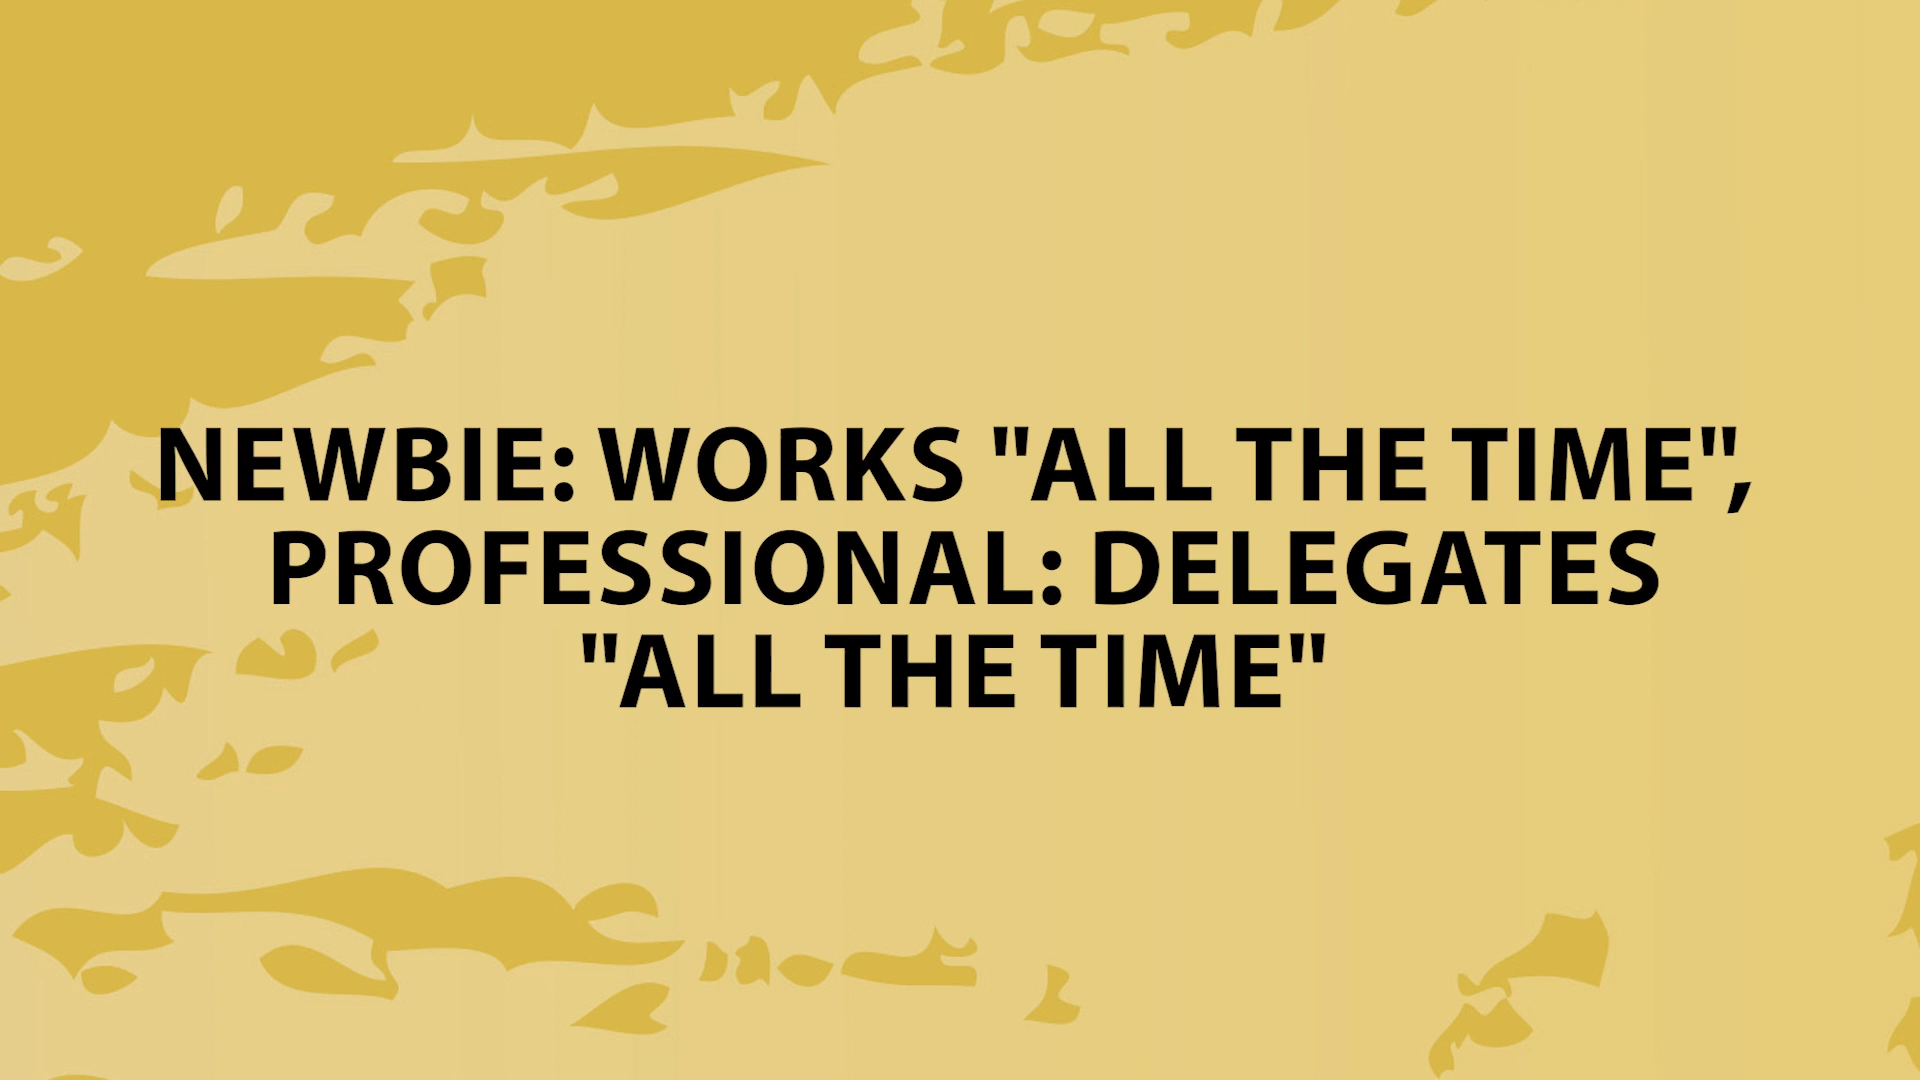 NEWBIE: WORKS "ALL THE TIME",
PROFESSIONAL: DELEGATES
"ALL THE TIME"